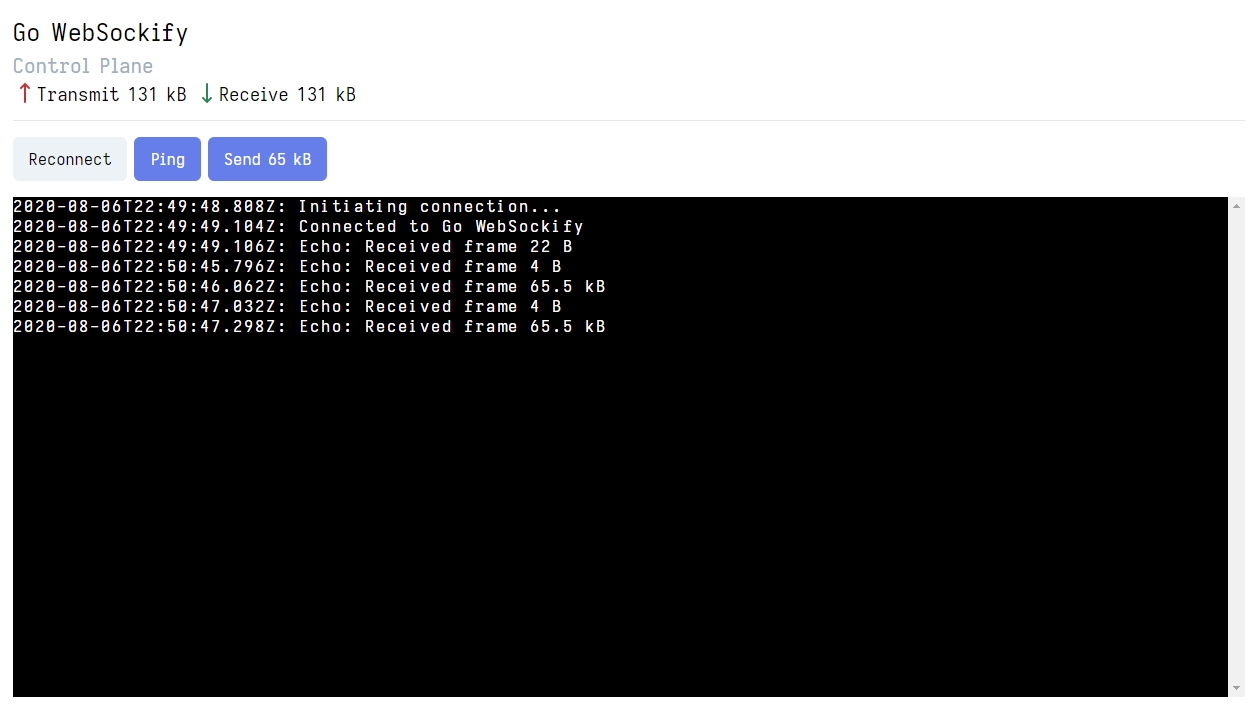 Go WebSockify
Control Plane
↑ Transmit 131 kB ↓ Receive 131 kB
Reconnect Ping Send 65 kB
2020-08-06T22:49:48.808Z: Initiating connection...
2020-08-06T22:49:49.104Z: Connected to Go WebSockify
2020-08-06T22:49:49.106Z: Echo: Received frame 22 B
2020-08-06T22:50:45.796Z: Echo: Received frame 4 B
2020-08-06T22:50:46.062Z: Echo: Received frame 65.5 kB
2020-08-06T22:50:47.032Z: Echo: Received frame 4 B
2020-08-06T22:50:47.298Z: Echo: Received frame 65.5 kB